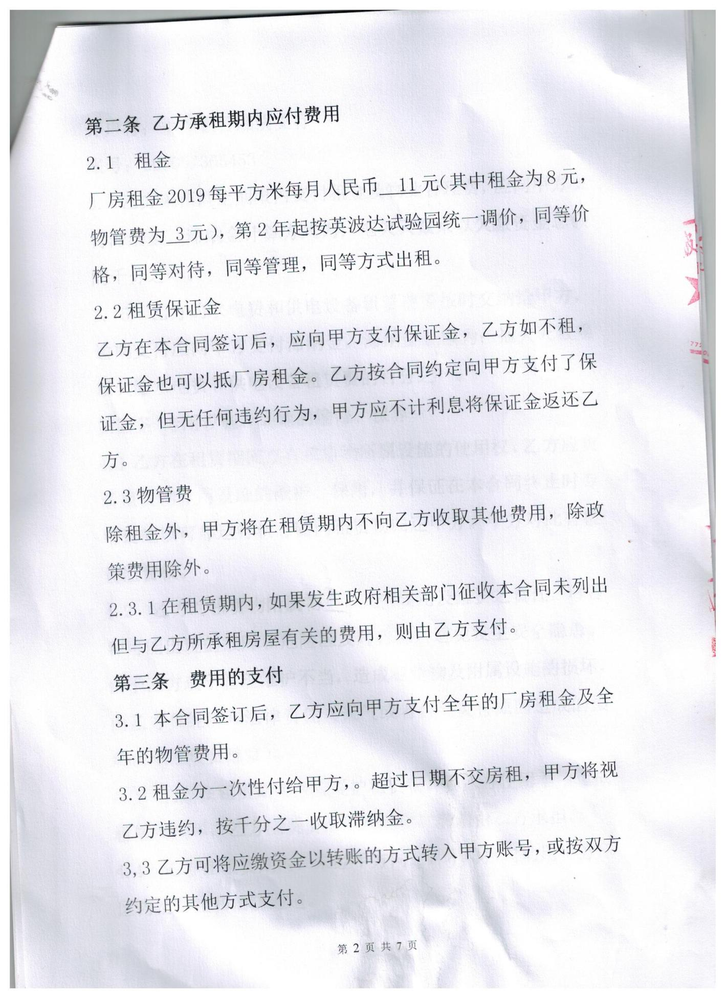 第二条 乙方承租期内应付费用
2.1 租金
厂房租金2019每平方米每月人民币 11 元(其中租金为8元，
物管费为 3 元)，第2年起按英波达试验园统一调价，同等价
格，同等对待，同等管理，同等方式出租。
2.2租赁保证金
乙方在本合同签订后，应向甲方支付保证金，乙方如不租，
保证金也可以抵厂房租金。乙方按合同约定向甲方支付了保
证金，但无任何违约行为，甲方应不计利息将保证金返还乙
方。
2.3物管费
除租金外，甲方将在租赁期内不向乙方收取其他费用，除政
策费用除外。
2.3.1在租赁期内，如果发生政府相关部门征收本合同未列出
但与乙方所承租房屋有关的费用，则由乙方支付。
第三条 费用的支付
3.1 本合同签订后，乙方应向甲方支付全年的厂房租金及全
年的物管费用。
3.2租金分一次性付给甲方，。超过日期不交房租，甲方将视
乙方违约，按千分之一收取滞纳金。
3,3乙方可将应缴资金以转账的方式转入甲方账号，或按双方
约定的其他方式支付。
第 2 页 共 7 页